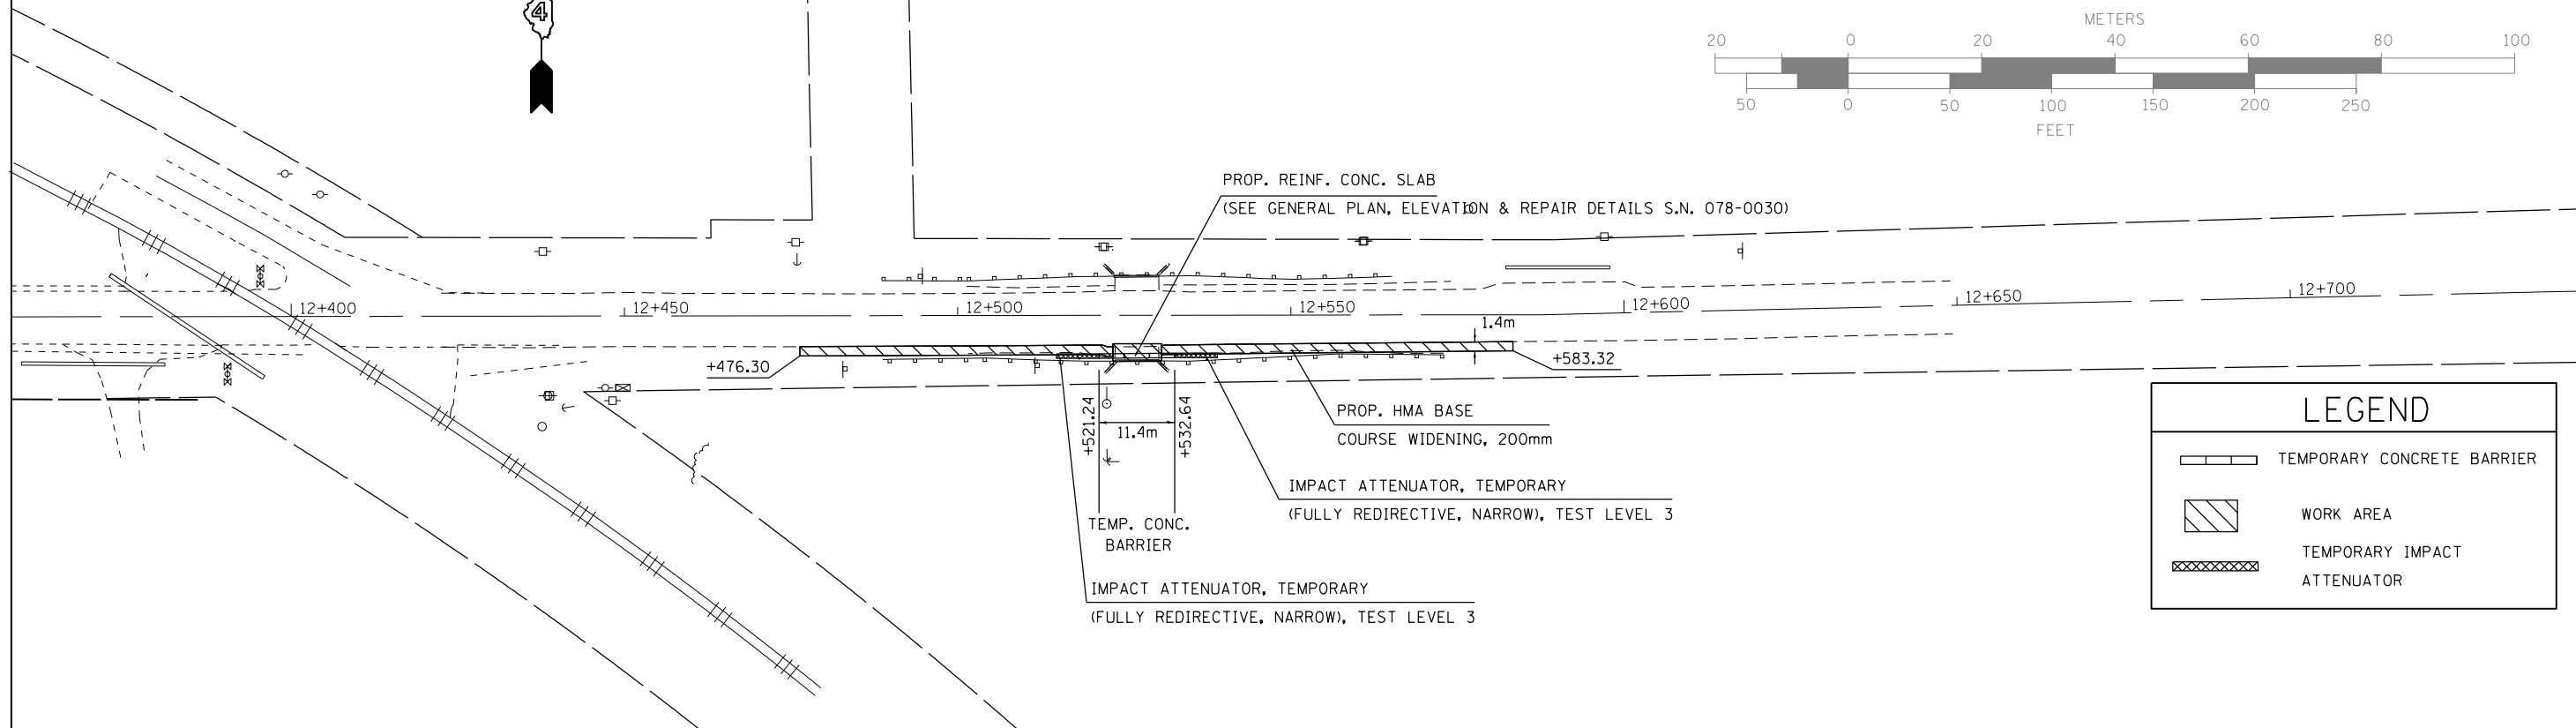 4
METERS
20 0 20 40 60 80 100
50 0 50 100 150 200 250
FEET
PROP. REINF. CONC. SLAB
(SEE GENERAL PLAN, ELEVATION & REPAIR DETAILS S.N. 078-0030)
12+400 12+450 12+500 12+550 12+600 12+650 12+700
1.4m
+476.30
+583.32
+521.24
11.4m
+532.64
PROP. HMA BASE
COURSE WIDENING, 200mm
IMPACT ATTENUATOR, TEMPORARY
(FULLY REDIRECTIVE, NARROW), TEST LEVEL 3
TEMP. CONC.
BARRIER
IMPACT ATTENUATOR, TEMPORARY
(FULLY REDIRECTIVE, NARROW), TEST LEVEL 3
LEGEND
TEMPORARY CONCRETE BARRIER
WORK AREA
TEMPORARY IMPACT
ATTENUATOR